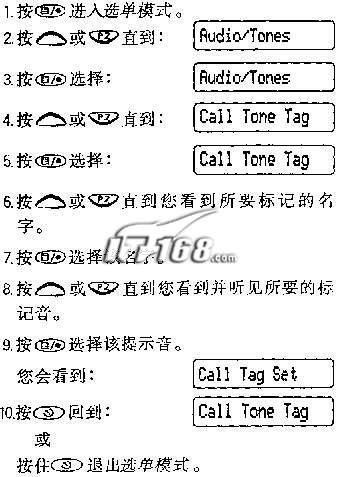 1.按 进入选单模式。
2.按 或 直到: Audio/Tones
3.按 选择: Audio/Tones
4.按 或 直到: Call Tone Tag
5.按 选择: Call Tone Tag
6.按 或 直到您看到所要标记的名
字。
IT168.com
7.按 选择该名字。
8.按 或 直到您看到并听见所要的标
记音。
9.按 选择该提示音。
您会看到: Call Tag Set
10.按 回到: Call Tone Tag
或
按住 退出选单模式。